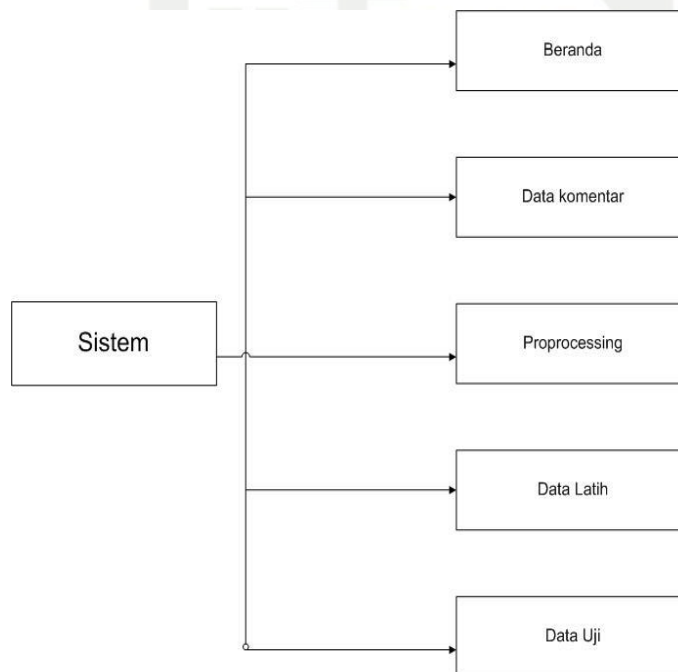 Beranda
Data komentar
Sistem
Proprocessing
Data Latih
Data Uji